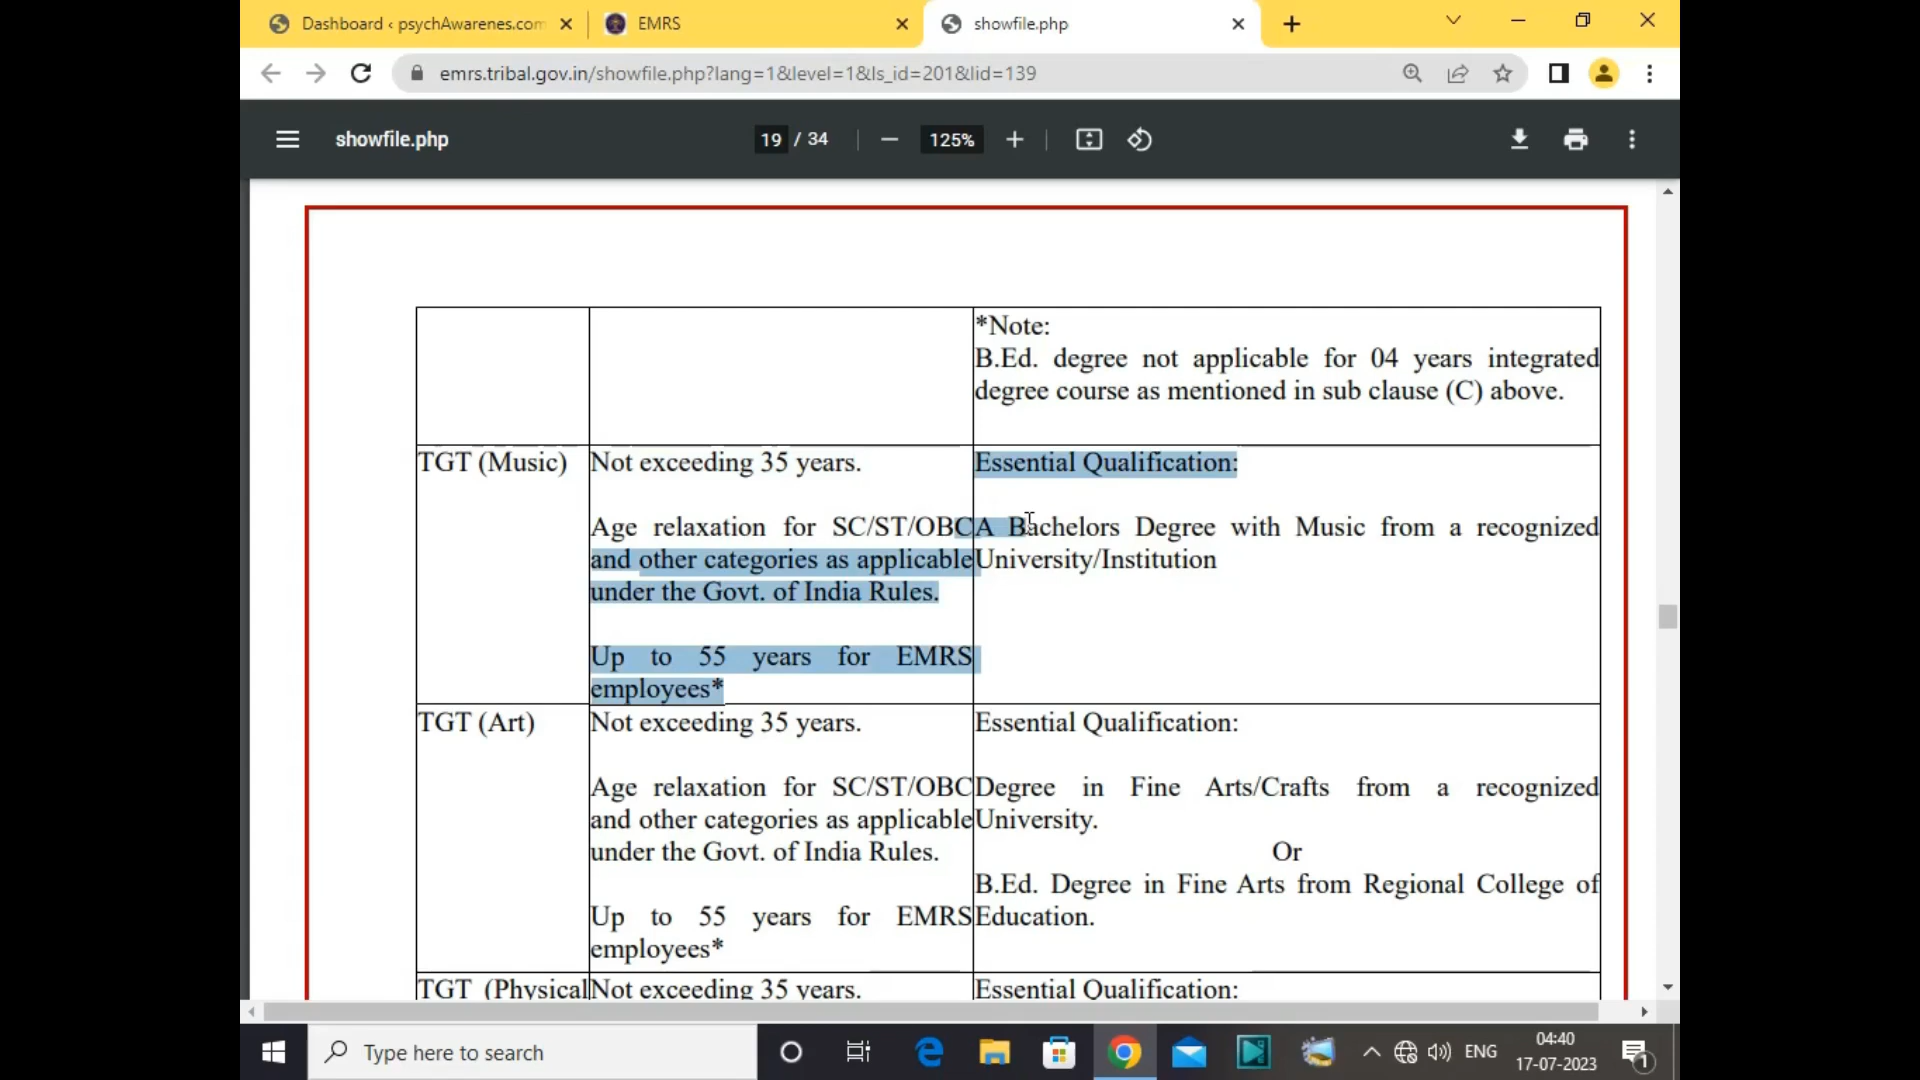 Dashboard ‹ psychAwarenes.com
EMRS
showfile.php
emrs.tribal.gov.in/showfile.php?lang=1&level=1&ls_id=201&lid=139
showfile.php
19 / 34
125%
*Note:
B.Ed. degree not applicable for 04 years integrated
degree course as mentioned in sub clause (C) above.
TGT (Music)
Not exceeding 35 years.
Age relaxation for SC/ST/OBC
and other categories as applicable
under the Govt. of India Rules.
Up to 55 years for EMRS
employees*
Essential Qualification:
A Bachelors Degree with Music from a recognized
University/Institution
TGT (Art)
Not exceeding 35 years.
Age relaxation for SC/ST/OBC
and other categories as applicable
under the Govt. of India Rules.
Up to 55 years for EMRS
employees*
Essential Qualification:
Degree in Fine Arts/Crafts from a recognized
University.
Or
B.Ed. Degree in Fine Arts from Regional College of
Education.
TGT (Physical
Not exceeding 35 years.
Essential Qualification:
Type here to search
ENG
04:40
17-07-2023
1